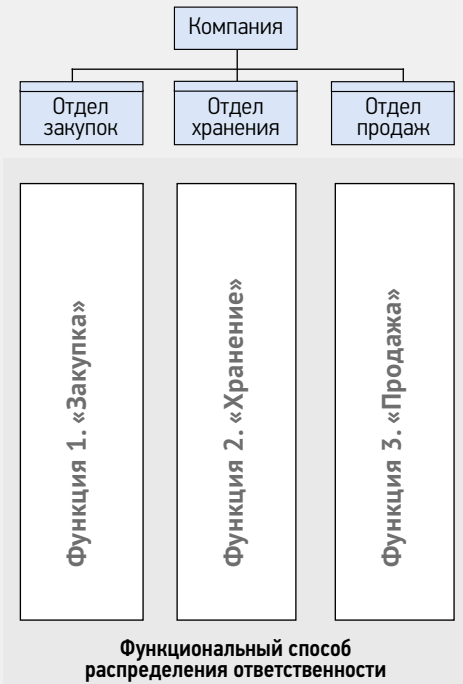 Компания
Отдел
закупок
Отдел
хранения
Отдел
продаж
Функция 1. «Закупка»
Функция 2. «Хранение»
Функция 3. «Продажа»
Функциональный способ
распределения ответственности